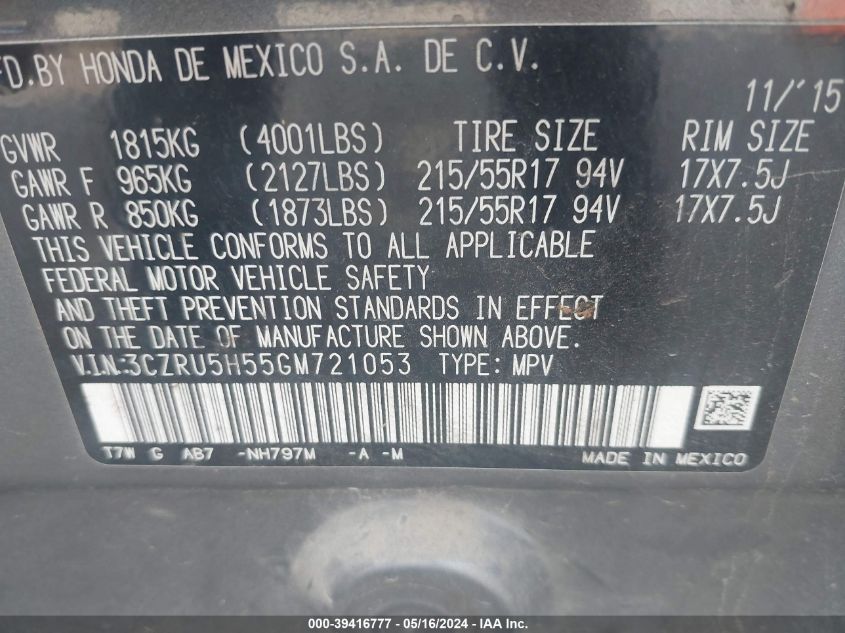 FD.BY HONDA DE MEXICO S.A. DE C.V.
11/'15
GVWR 1815KG (4001LBS) TIRE SIZE RIM SIZE
GAWR F 965KG (2127LBS) 215/55R17 94V 17X7.5J
GAWR R 850KG (1873LBS) 215/55R17 94V 17X7.5J
THIS VEHICLE CONFORMS TO ALL APPLICABLE
FEDERAL MOTOR VEHICLE SAFETY
AND THEFT PREVENTION STANDARDS IN EFFECT
ON THE DATE OF MANUFACTURE SHOWN ABOVE.
V.I.N:3CZRU5H55GM721053 TYPE: MPV
T7W G AB7 -NH797M -A -M MADE IN MEXICO
000-39416777 - 05/16/2024 - IAA Inc.